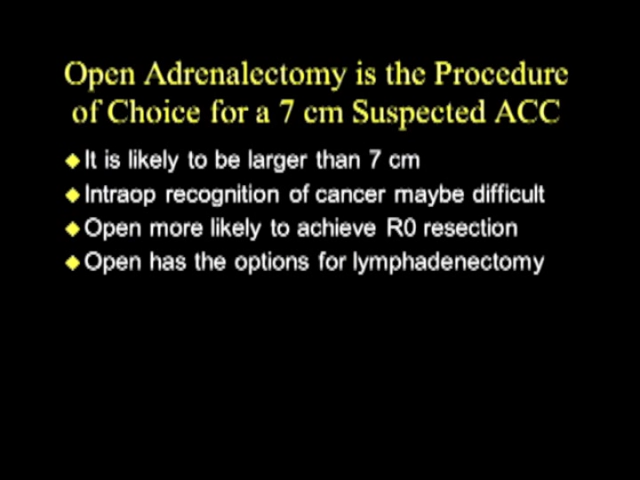 Open Adrenalectomy is the Procedure
of Choice for a 7 cm Suspected ACC
It is likely to be larger than 7 cm
Intraop recognition of cancer maybe difficult
Open more likely to achieve R0 resection
Open has the options for lymphadenectomy